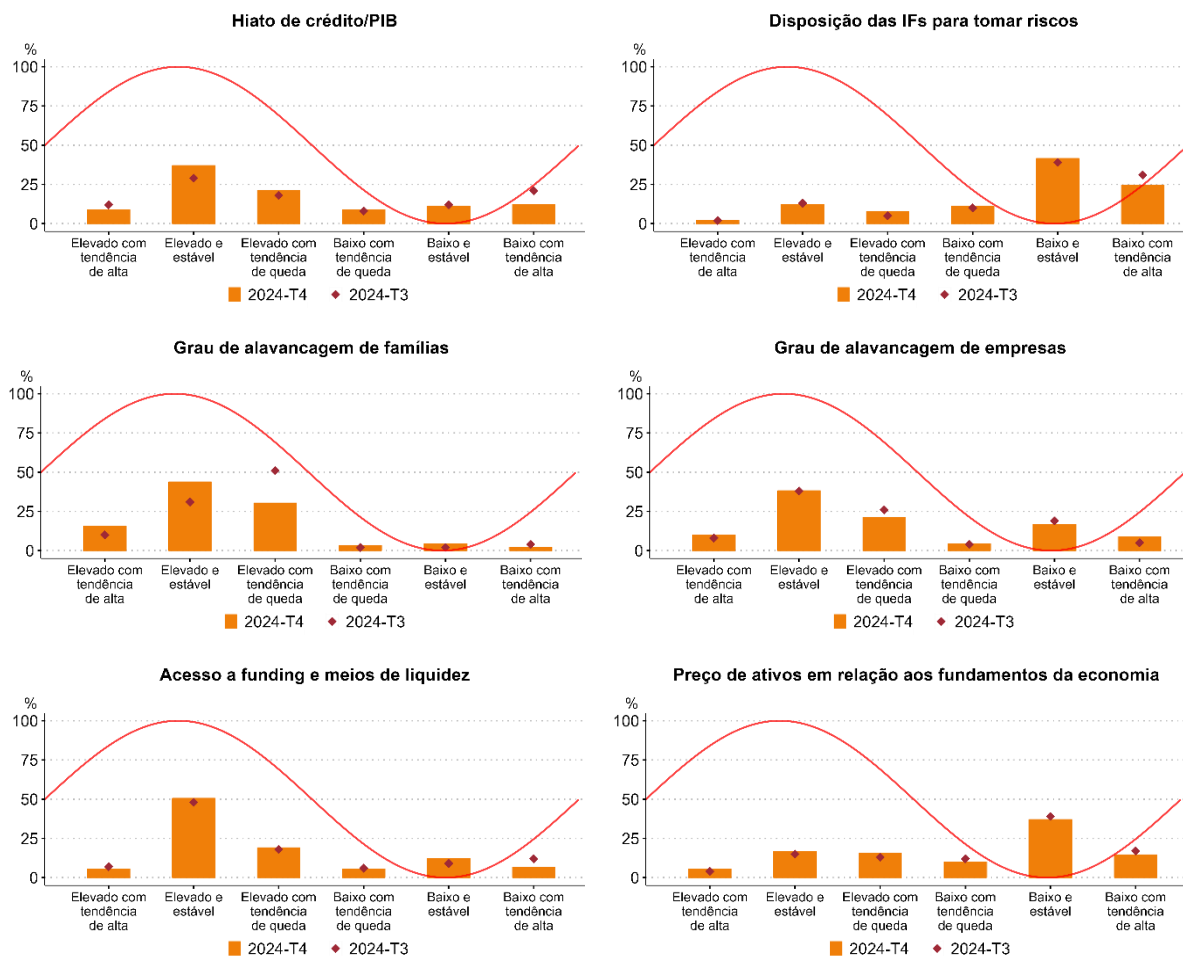 Hiato de crédito/PIB
%
100
75
50
25
0
Elevado com
tendência
de alta
Elevado e
estável
Elevado com
tendência
de queda
Baixo com
tendência
de queda
Baixo e
estável
Baixo com
tendência
de alta
2024-T4 2024-T3
Disposição das IFs para tomar riscos
%
100
75
50
25
0
Elevado com
tendência
de alta
Elevado e
estável
Elevado com
tendência
de queda
Baixo com
tendência
de queda
Baixo e
estável
Baixo com
tendência
de alta
2024-T4 2024-T3
Grau de alavancagem de famílias
%
100
75
50
25
0
Elevado com
tendência
de alta
Elevado e
estável
Elevado com
tendência
de queda
Baixo com
tendência
de queda
Baixo e
estável
Baixo com
tendência
de alta
2024-T4 2024-T3
Grau de alavancagem de empresas
%
100
75
50
25
0
Elevado com
tendência
de alta
Elevado e
estável
Elevado com
tendência
de queda
Baixo com
tendência
de queda
Baixo e
estável
Baixo com
tendência
de alta
2024-T4 2024-T3
Acesso a funding e meios de liquidez
%
100
75
50
25
0
Elevado com
tendência
de alta
Elevado e
estável
Elevado com
tendência
de queda
Baixo com
tendência
de queda
Baixo e
estável
Baixo com
tendência
de alta
2024-T4 2024-T3
Preço de ativos em relação aos fundamentos da economia
%
100
75
50
25
0
Elevado com
tendência
de alta
Elevado e
estável
Elevado com
tendência
de queda
Baixo com
tendência
de queda
Baixo e
estável
Baixo com
tendência
de alta
2024-T4 2024-T3